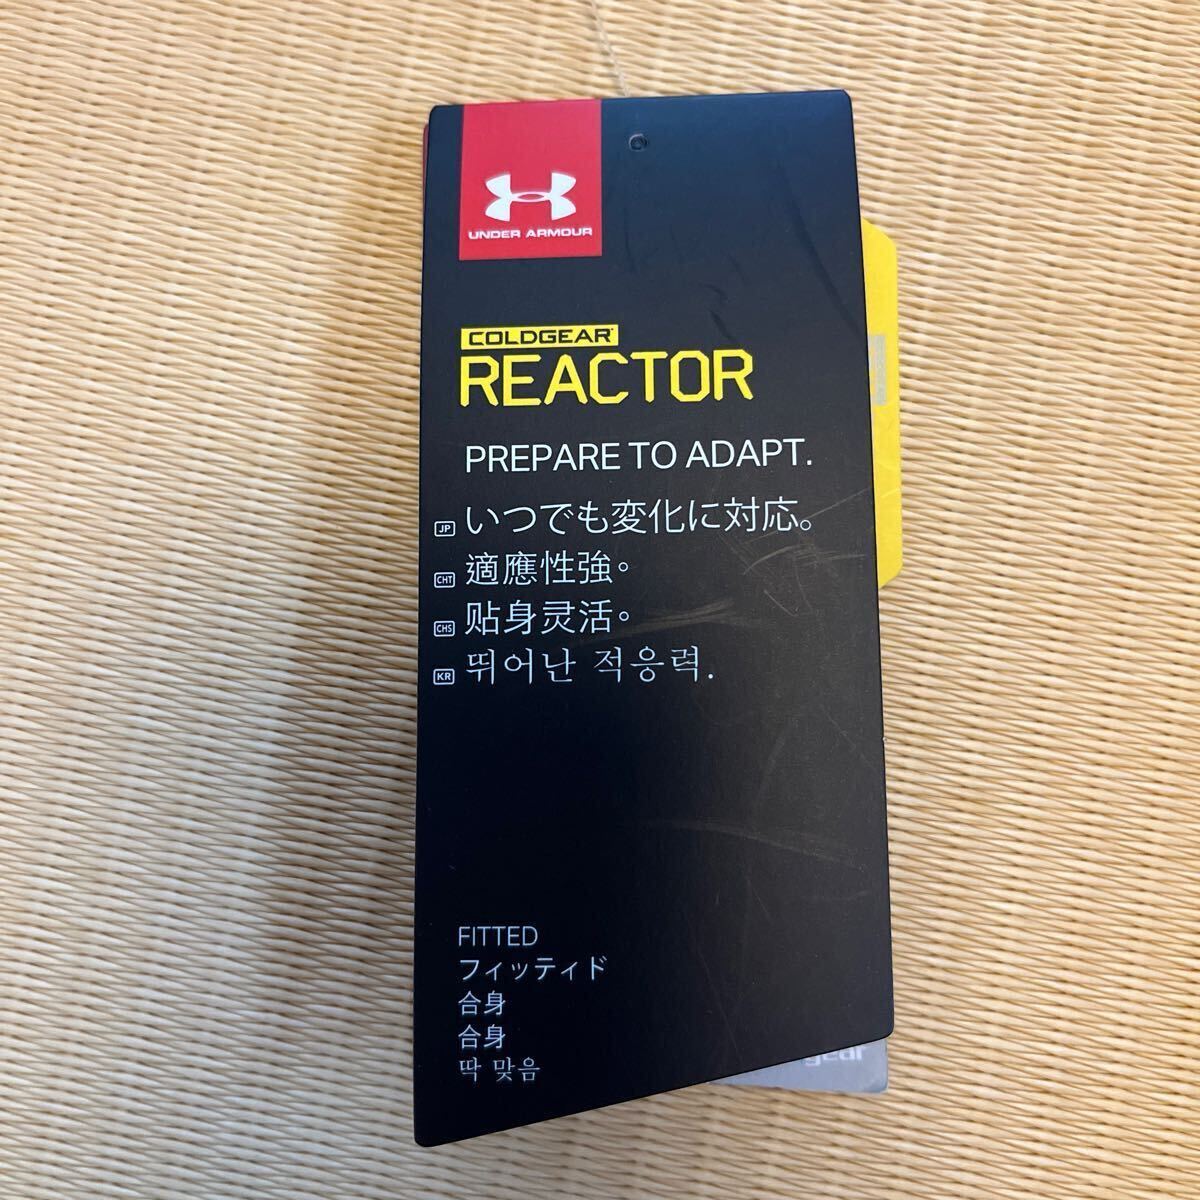 UNDER ARMOUR
COLDGEAR®
REACTOR
PREPARE TO ADAPT.
JP いつでも変化に対応。
CHT 適應性強。
CHS 贴身灵活。
KR 뛰어난 적응력.
FITTED
フィッティド
合身
合身
딱 맞음
gear